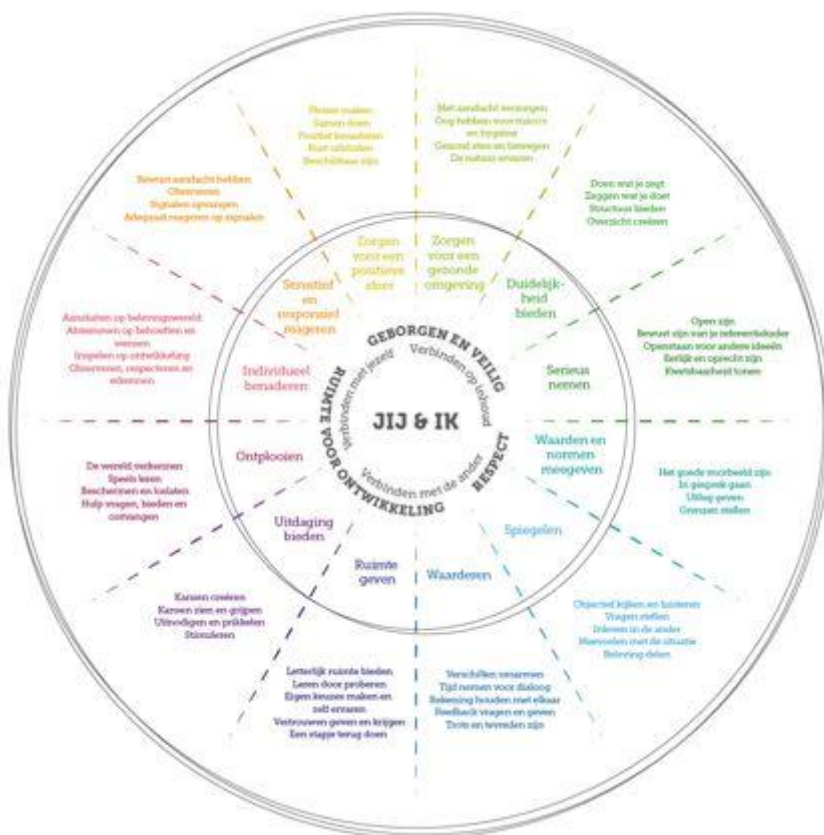 JIJ & IK
Verbinden met jezelf
Verbinden op inhoud
Verbinden met de ander
GEBORGEN EN VEILIG
RESPECT
RUIMTE VOOR ONTWIKKELING
Zorgen
voor een
positieve
sfeer
Plezier maken
Samen doen
Positief benaderen
Rust uitstralen
Beschikbaar zijn
Zorgen
voor een
gezonde
omgeving
Met aandacht verzorgen
Oog hebben voor risico's
en hygiëne
Gezond eten en bewegen
De natuur ervaren
Duidelijk-
heid
bieden
Doen wat je zegt
Zeggen wat je doet
Structuur bieden
Overzicht creëren
Serieus
nemen
Open zijn
Bewust zijn van je referentiekader
Openstaan voor andere ideeën
Eerlijk en oprecht zijn
Kwetsbaarheid tonen
Waarden en
normen
meegeven
Het goede voorbeeld zijn
In gesprek gaan
Uitleg geven
Grenzen stellen
Spiegelen
Objectief kijken en luisteren
Vragen stellen
Inleven in de ander
Meevoelen met de situatie
Beleving delen
Waarderen
Verschillen omarmen
Tijd nemen voor dialoog
Rekening houden met elkaar
Feedback vragen en geven
Trots en tevreden zijn
Ruimte
geven
Letterlijk ruimte bieden
Leren door proberen
Eigen keuzes maken en
zelf ervaren
Vertrouwen geven en krijgen
Een stapje terug doen
Uitdaging
bieden
Kansen creëren
Kansen zien en grijpen
Uitnodigen en prikkelen
Stimuleren
Ontplooien
De wereld verkennen
Speels leren
Beschermen en loslaten
Hulp vragen, bieden en
ontvangen
Individueel
benaderen
Aansluiten op belevingswereld
Afstemmen op behoeften en
wensen
Inspelen op ontwikkeling
Observeren, respecteren en
erkennen
Sensitief
en
responsief
reageren
Bewust aandacht hebben
Observeren
Signalen opvangen
Adequaat reageren op signalen